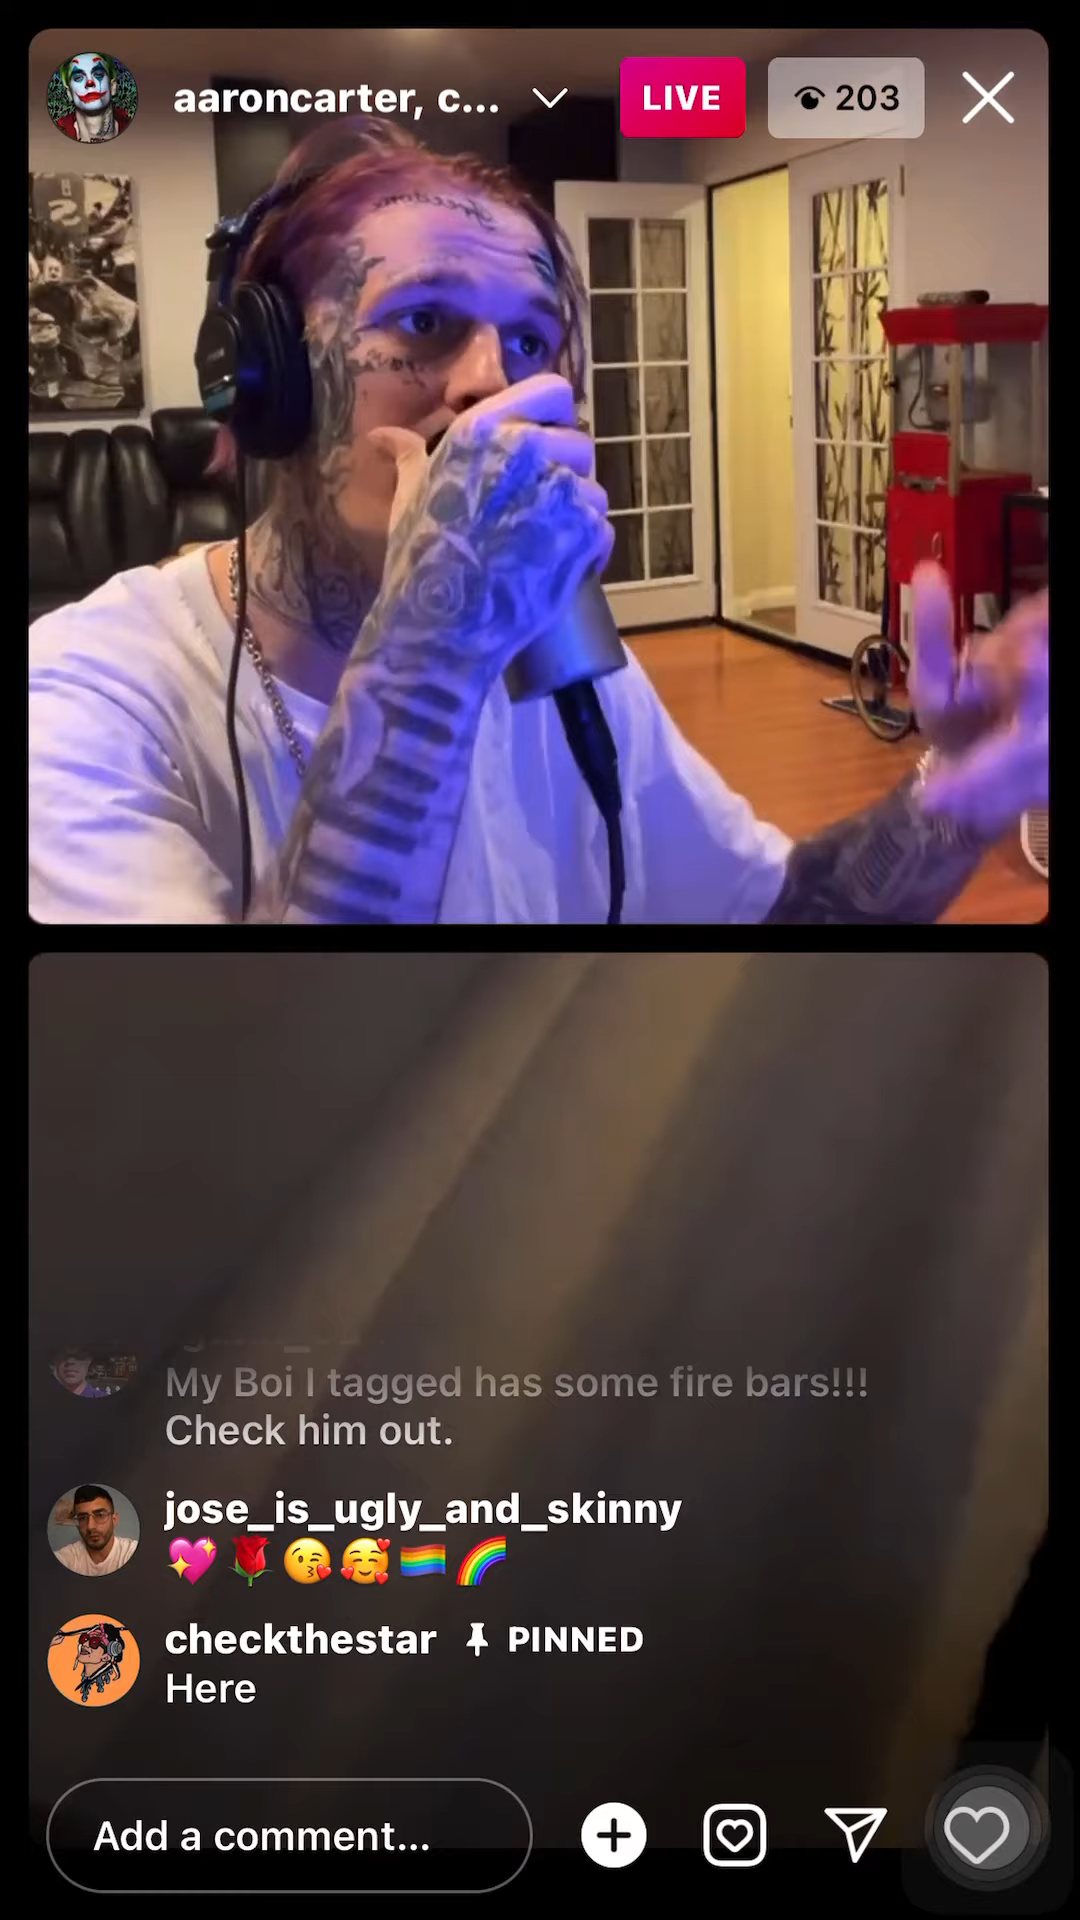 aaroncarter, c...
LIVE
203
Freedom
My Boi I tagged has some fire bars!!!
Check him out.
jose_is_ugly_and_skinny
💖🌹😘🥰🏳️‍🌈🌈
checkthestar PINNED
Here
Add a comment...